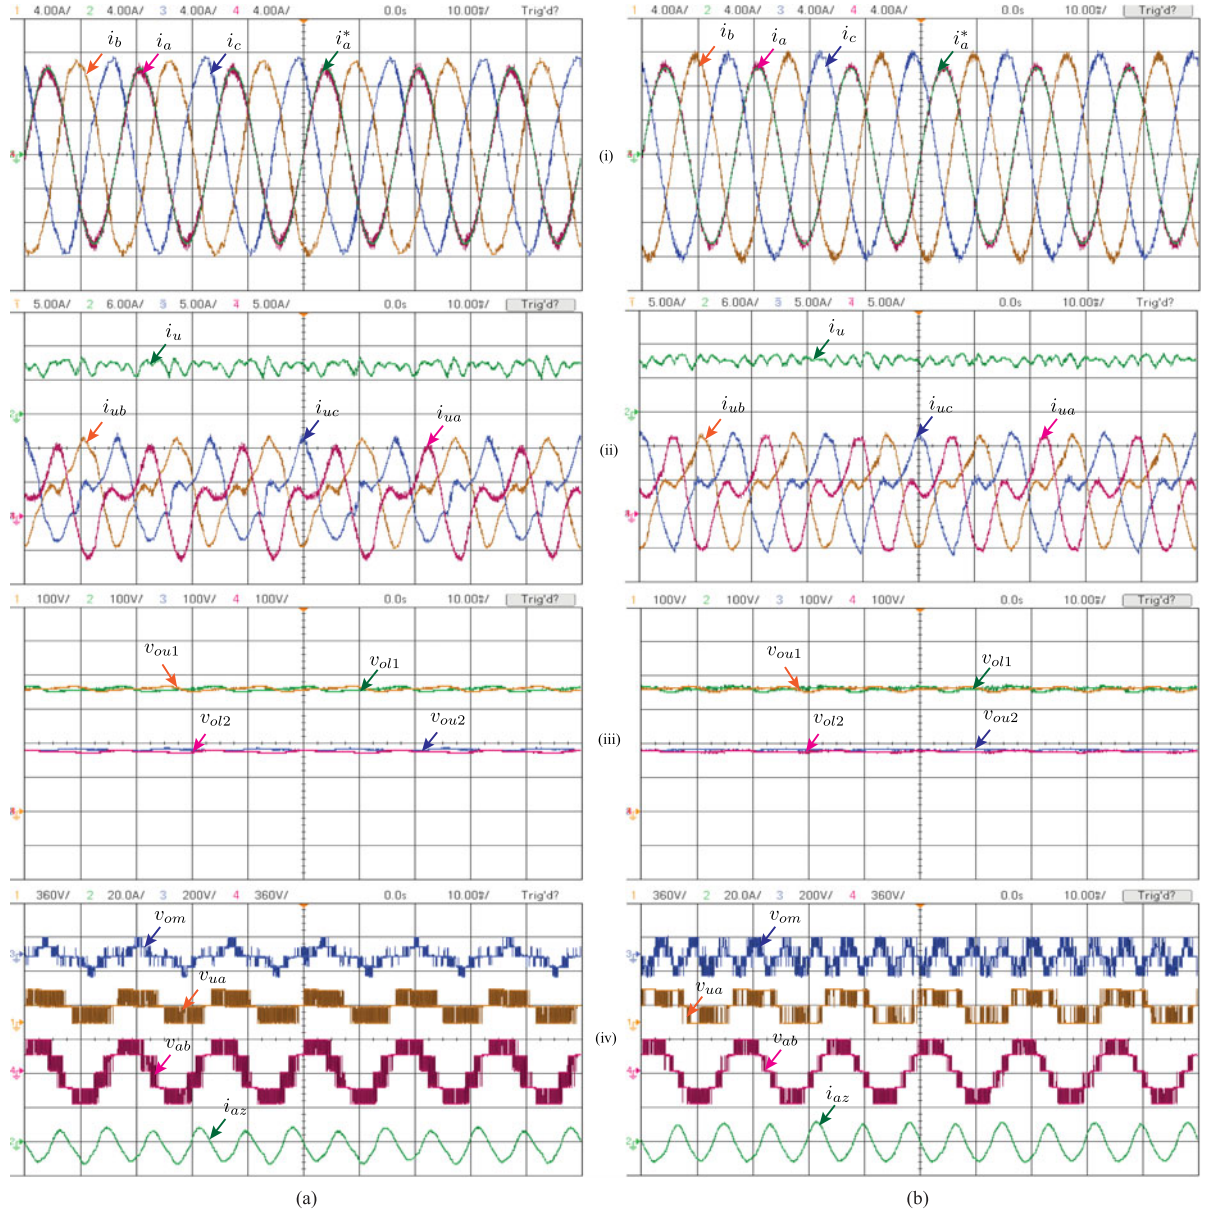 1 4.00A/ 2 4.00A/ 3 4.00A/ 4 4.00A/ 0.0s 10.00ms/ Trig'd?
i_b i_a i_c i_a^*
1 4.00A/ 2 4.00A/ 3 4.00A/ 4 4.00A/ 0.0s 10.00ms/ Trig'd?
i_b i_a i_c i_a^*
(i)
1 5.00A/ 2 6.00A/ 3 5.00A/ 4 5.00A/ 0.0s 10.00ms/ Trig'd?
i_u
i_ub i_uc i_ua
1 5.00A/ 2 6.00A/ 3 5.00A/ 4 5.00A/ 0.0s 10.00ms/ Trig'd?
i_u
i_ub i_uc i_ua
(ii)
1 100V/ 2 100V/ 3 100V/ 4 100V/ 0.0s 10.00ms/ Trig'd?
v_ou1 v_ol1
v_ol2 v_ou2
1 100V/ 2 100V/ 3 100V/ 4 100V/ 0.0s 10.00ms/ Trig'd?
v_ou1 v_ol1
v_ol2 v_ou2
(iii)
1 360V/ 2 20.0A/ 3 200V/ 4 360V/ 0.0s 10.00ms/ Trig'd?
v_om
v_ua
v_ab
i_az
1 360V/ 2 20.0A/ 3 200V/ 4 360V/ 0.0s 10.00ms/ Trig'd?
v_om
v_ua
v_ab
i_az
(iv)
(a) (b)